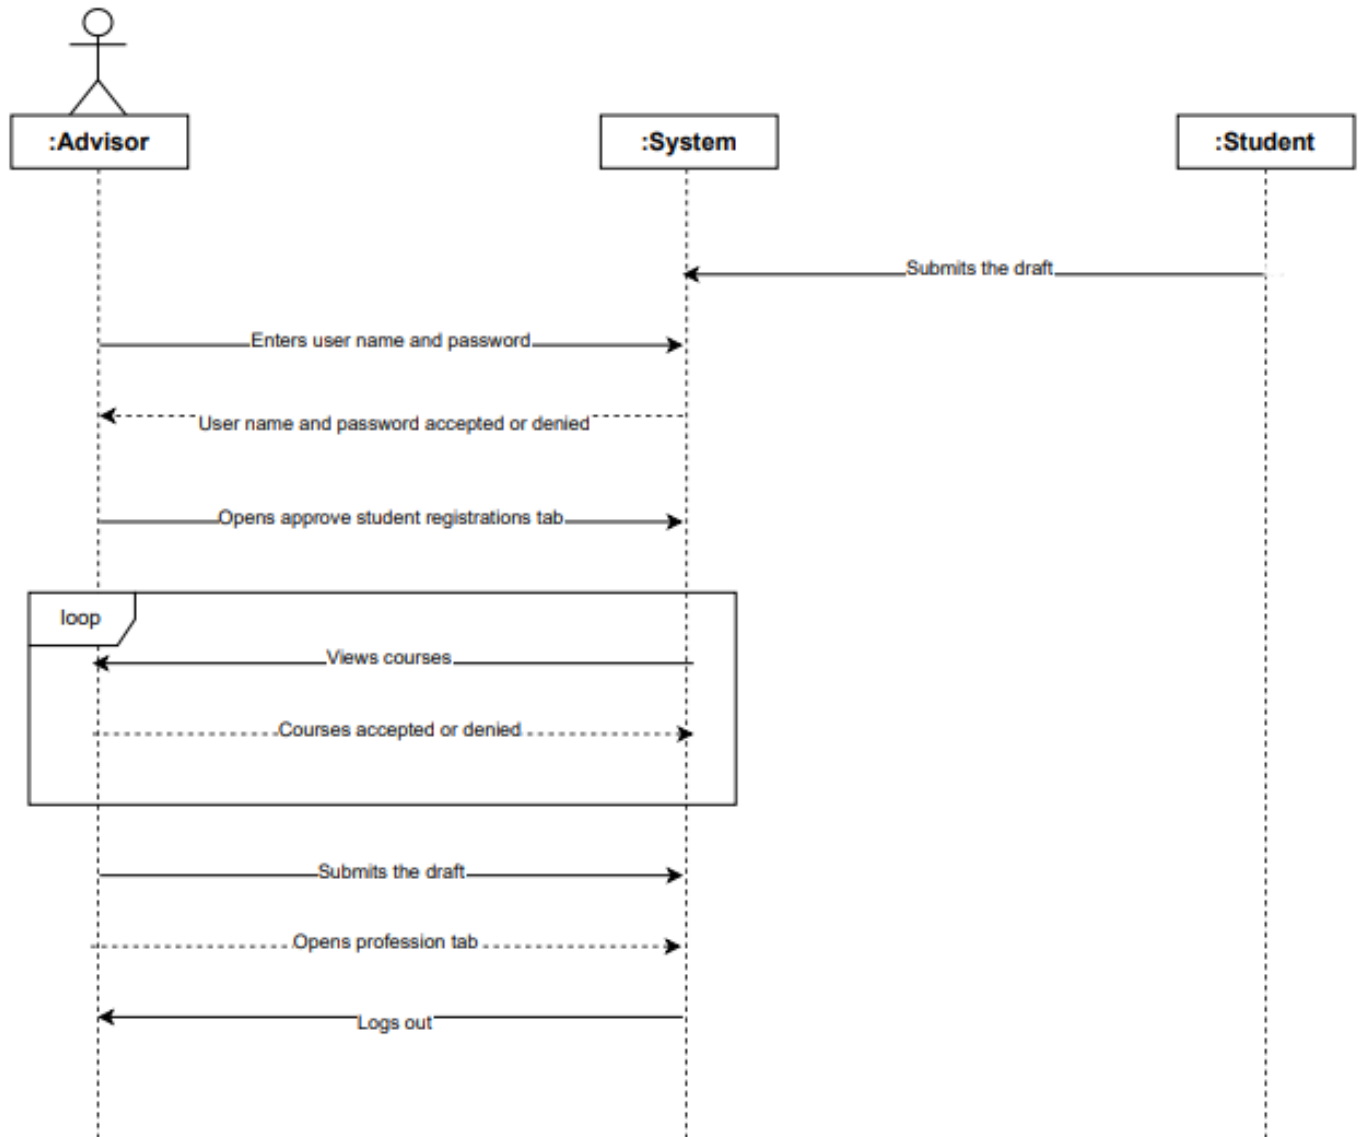 :Advisor
:System
:Student
Submits the draft
Enters user name and password
User name and password accepted or denied
Opens approve student registrations tab
loop
Views courses
Courses accepted or denied
Submits the draft
Opens profession tab
Logs out